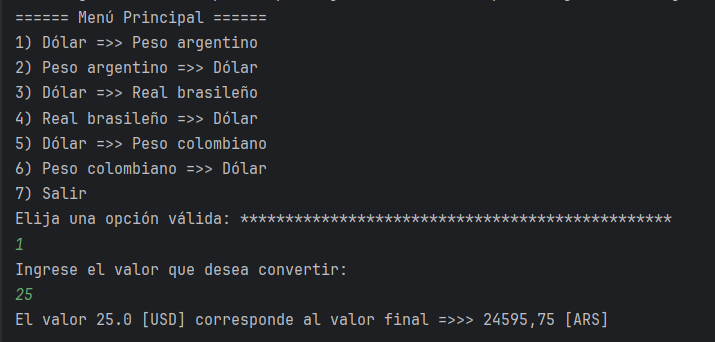 ====== Menú Principal ======
1) Dólar =>> Peso argentino
2) Peso argentino =>> Dólar
3) Dólar =>> Real brasileño
4) Real brasileño =>> Dólar
5) Dólar =>> Peso colombiano
6) Peso colombiano =>> Dólar
7) Salir
Elija una opción válida: ************************************************
1
Ingrese el valor que desea convertir:
25
El valor 25.0 [USD] corresponde al valor final =>>> 24595,75 [ARS]